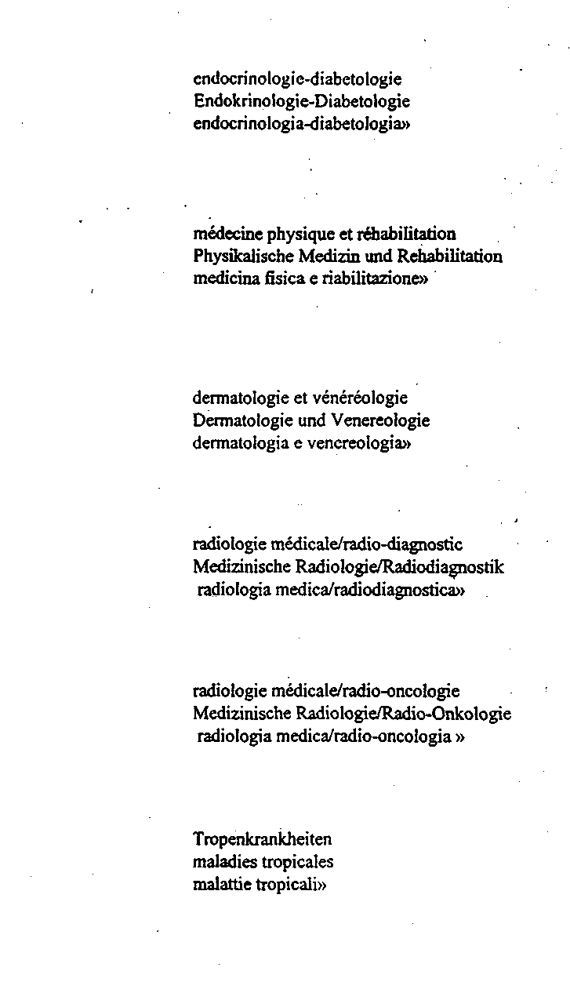 endocrinologie-diabetologie
Endokrinologie-Diabetologie
endocrinologia-diabetologia»
médecine physique et réhabilitation
Physikalische Medizin und Rehabilitation
medicina fisica e riabilitazione»
dermatologie et vénéréologie
Dermatologie und Venereologie
dermatologia e venereologia»
radiologie médicale/radio-diagnostic
Medizinische Radiologie/Radiodiagnostik
radiologia medica/radiodiagnostica»
radiologie médicale/radio-oncologie
Medizinische Radiologie/Radio-Onkologie
radiologia medica/radio-oncologia »
Tropenkrankheiten
maladies tropicales
malattie tropicali»